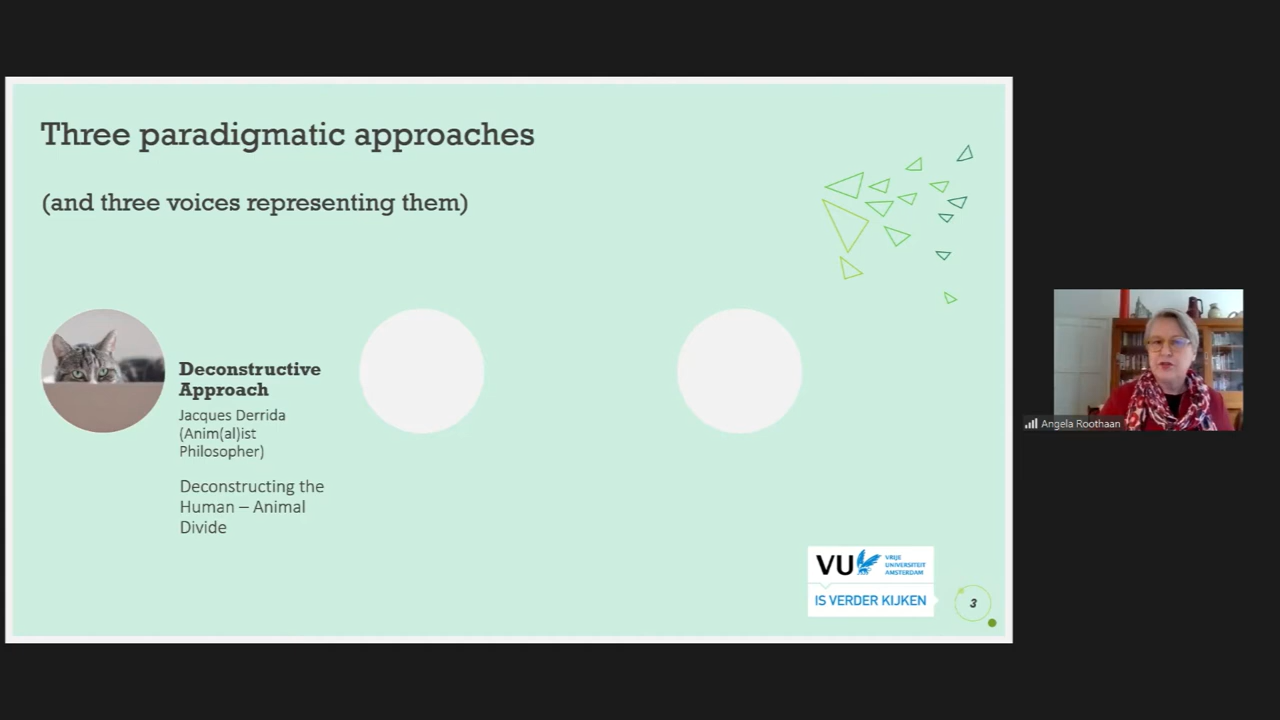 Three paradigmatic approaches
(and three voices representing them)
Deconstructive
Approach
Jacques Derrida
(Anim(al)ist
Philosopher)
Deconstructing the
Human – Animal
Divide
VU
VRIJE
UNIVERSITEIT
AMSTERDAM
IS VERDER KIJKEN
3
Angela Roothaan